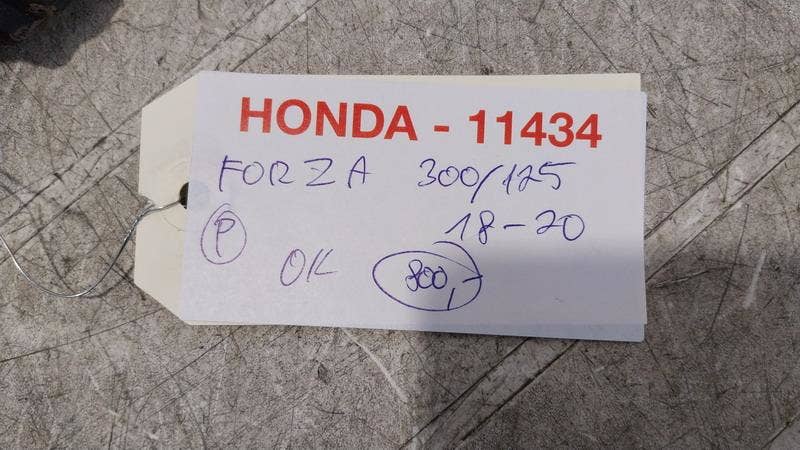 HONDA - 11434
FORZA 300/125
18-20
P
OK 800,-